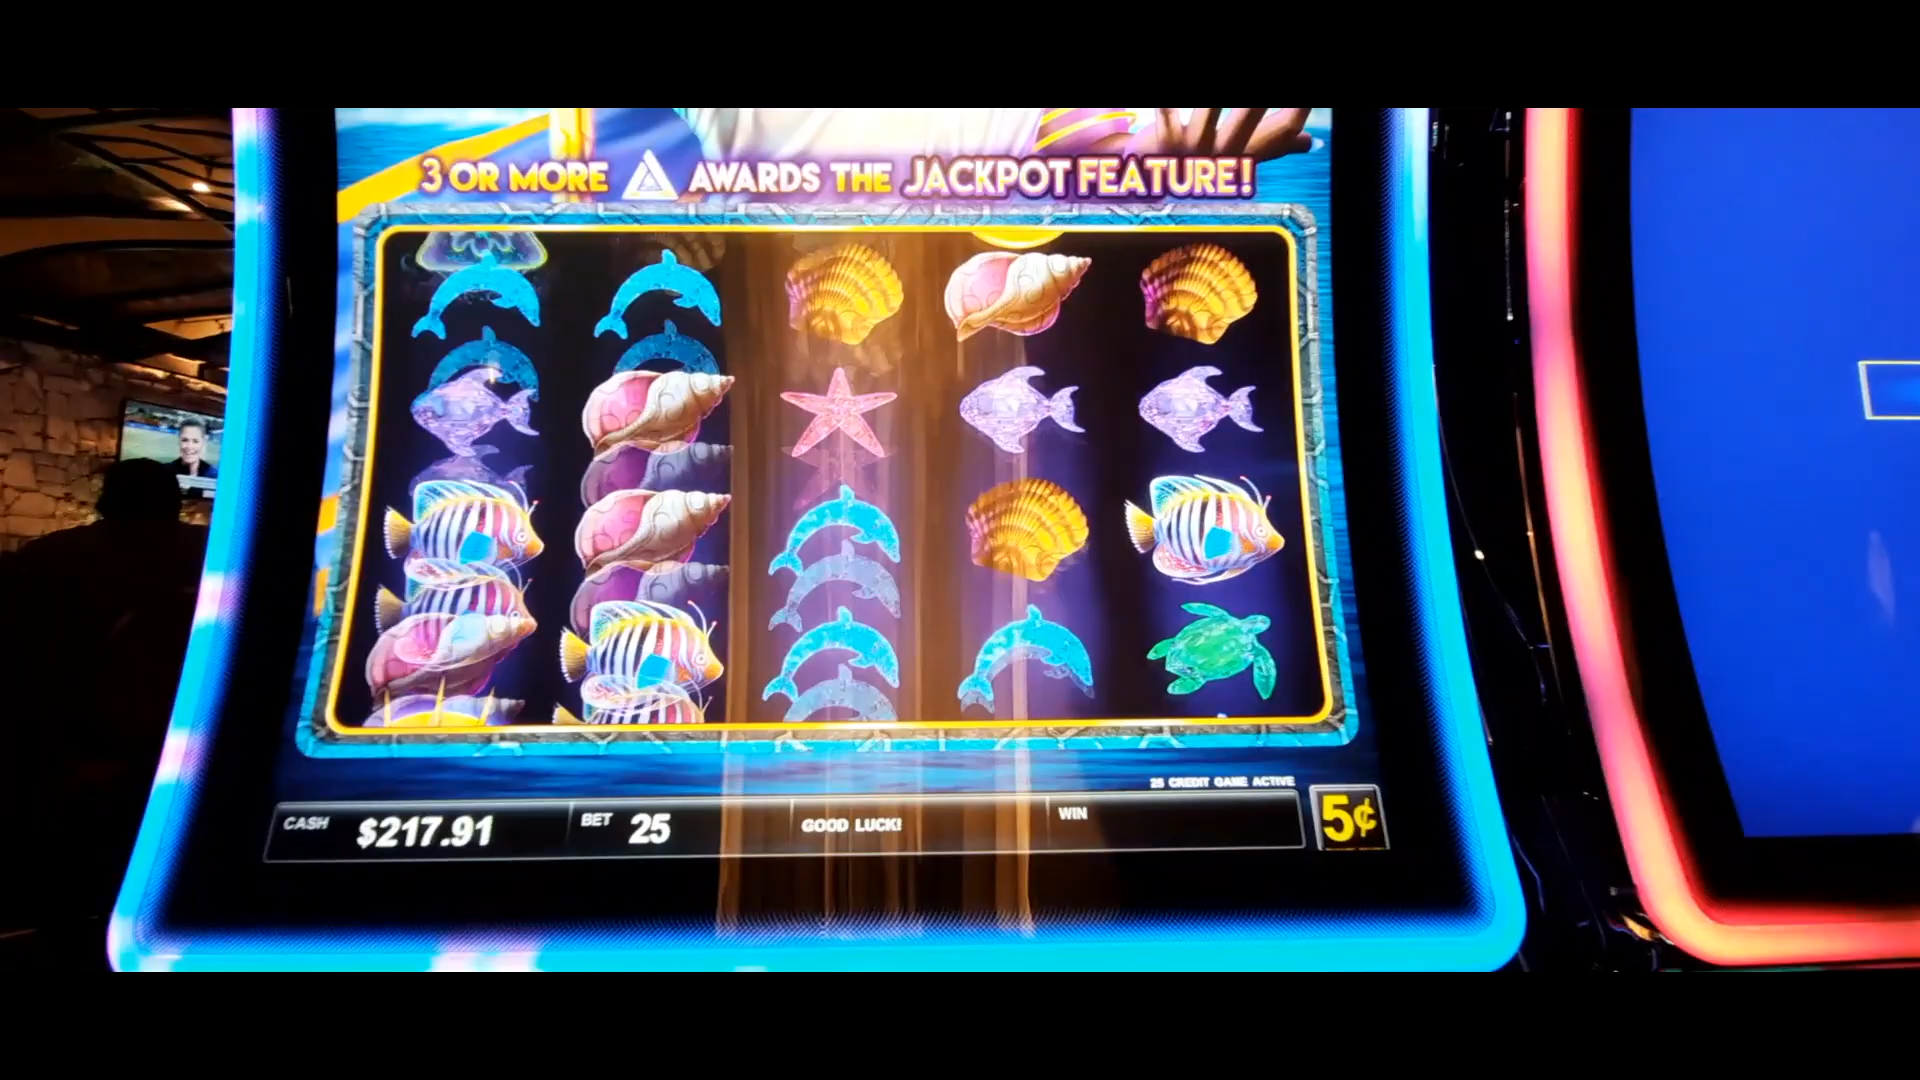 3 OR MORE AWARDS THE JACKPOT FEATURE!
25 CREDIT GAME ACTIVE
CASH $217.91 BET 25 GOOD LUCK! WIN 5¢